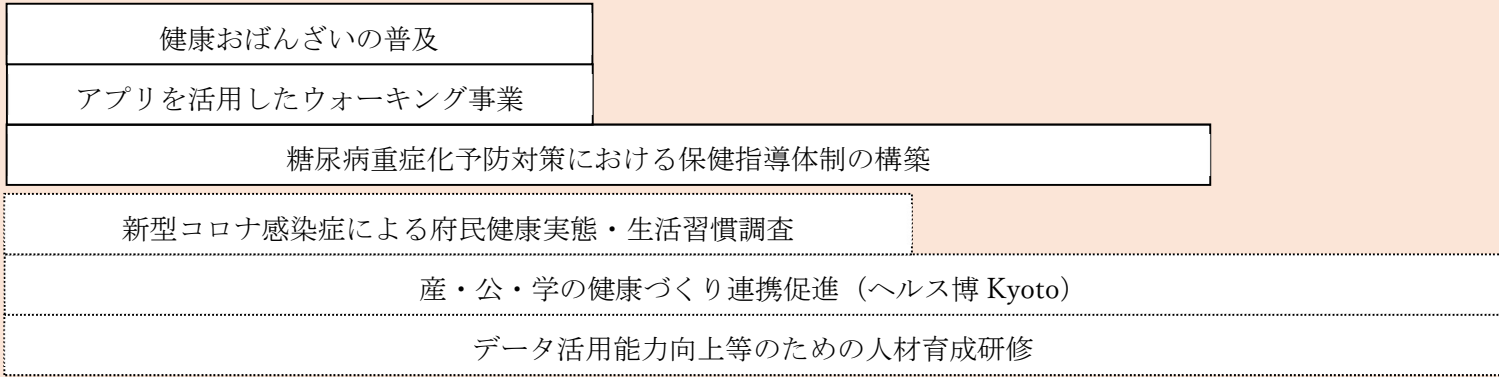 健康おばんざいの普及
アプリを活用したウォーキング事業
糖尿病重症化予防対策における保健指導体制の構築
新型コロナ感染症による府民健康実態・生活習慣調査
産・公・学の健康づくり連携促進（ヘルス博 Kyoto）
データ活用能力向上等のための人材育成研修